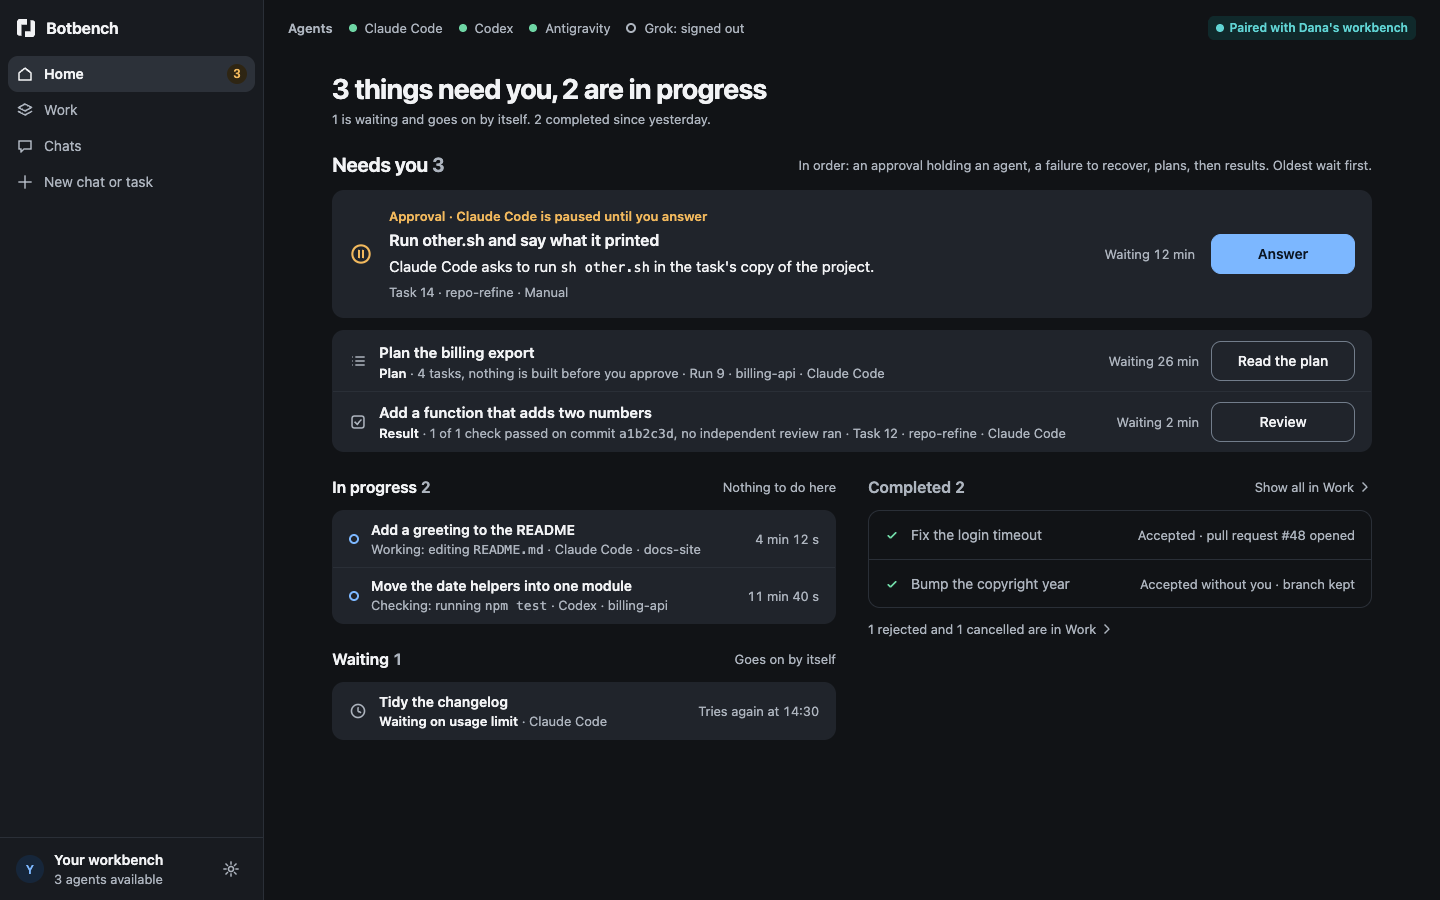 Botbench
Home 3
Work
Chats
New chat or task
Agents Claude Code Codex Antigravity Grok: signed out Paired with Dana's workbench
3 things need you, 2 are in progress
1 is waiting and goes on by itself. 2 completed since yesterday.
Needs you 3 In order: an approval holding an agent, a failure to recover, plans, then results. Oldest wait first.
Approval · Claude Code is paused until you answer
Run other.sh and say what it printed
Claude Code asks to run sh other.sh in the task's copy of the project.
Task 14 · repo-refine · Manual
Waiting 12 min Answer
Plan the billing export
Plan · 4 tasks, nothing is built before you approve · Run 9 · billing-api · Claude Code
Waiting 26 min Read the plan
Add a function that adds two numbers
Result · 1 of 1 check passed on commit a1b2c3d, no independent review ran · Task 12 · repo-refine · Claude Code
Waiting 2 min Review
In progress 2 Nothing to do here
Add a greeting to the README
Working: editing README.md · Claude Code · docs-site
4 min 12 s
Move the date helpers into one module
Checking: running npm test · Codex · billing-api
11 min 40 s
Waiting 1 Goes on by itself
Tidy the changelog
Waiting on usage limit · Claude Code
Tries again at 14:30
Completed 2 Show all in Work
Fix the login timeout Accepted · pull request #48 opened
Bump the copyright year Accepted without you · branch kept
1 rejected and 1 cancelled are in Work
Y
Your workbench
3 agents available